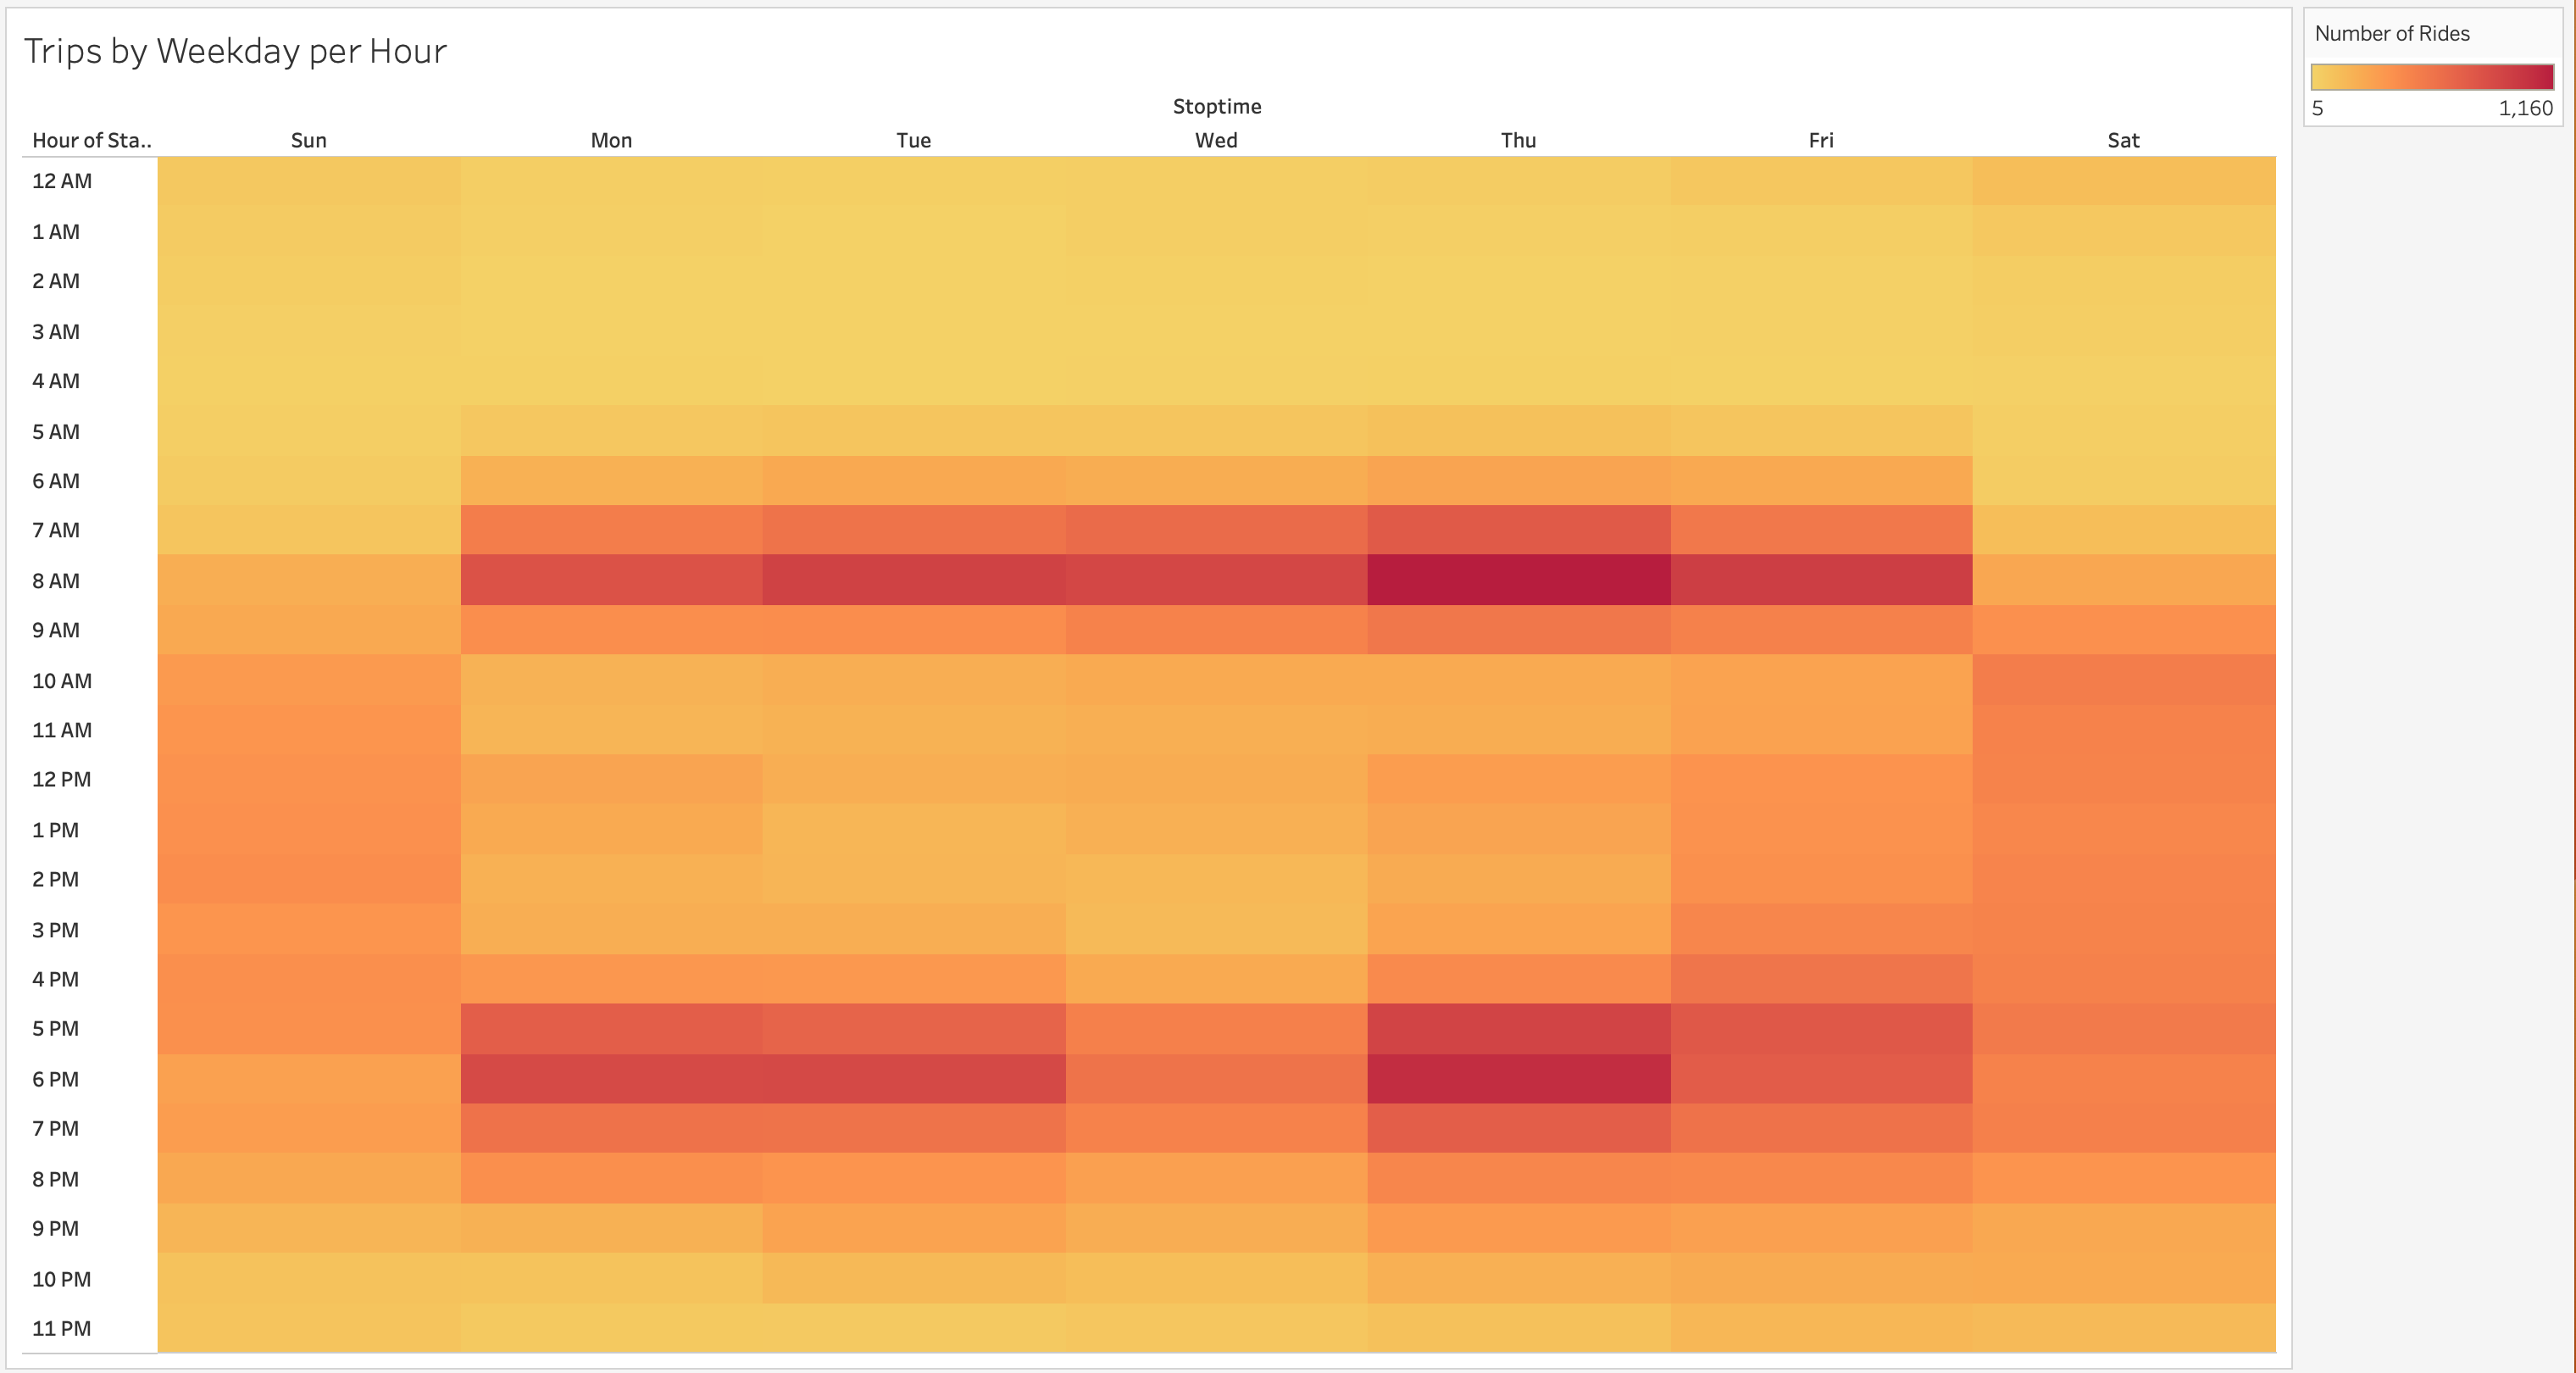 Trips by Weekday per Hour
Number of Rides
5 1,160
Stoptime
Hour of Sta.. Sun Mon Tue Wed Thu Fri Sat
12 AM
1 AM
2 AM
3 AM
4 AM
5 AM
6 AM
7 AM
8 AM
9 AM
10 AM
11 AM
12 PM
1 PM
2 PM
3 PM
4 PM
5 PM
6 PM
7 PM
8 PM
9 PM
10 PM
11 PM